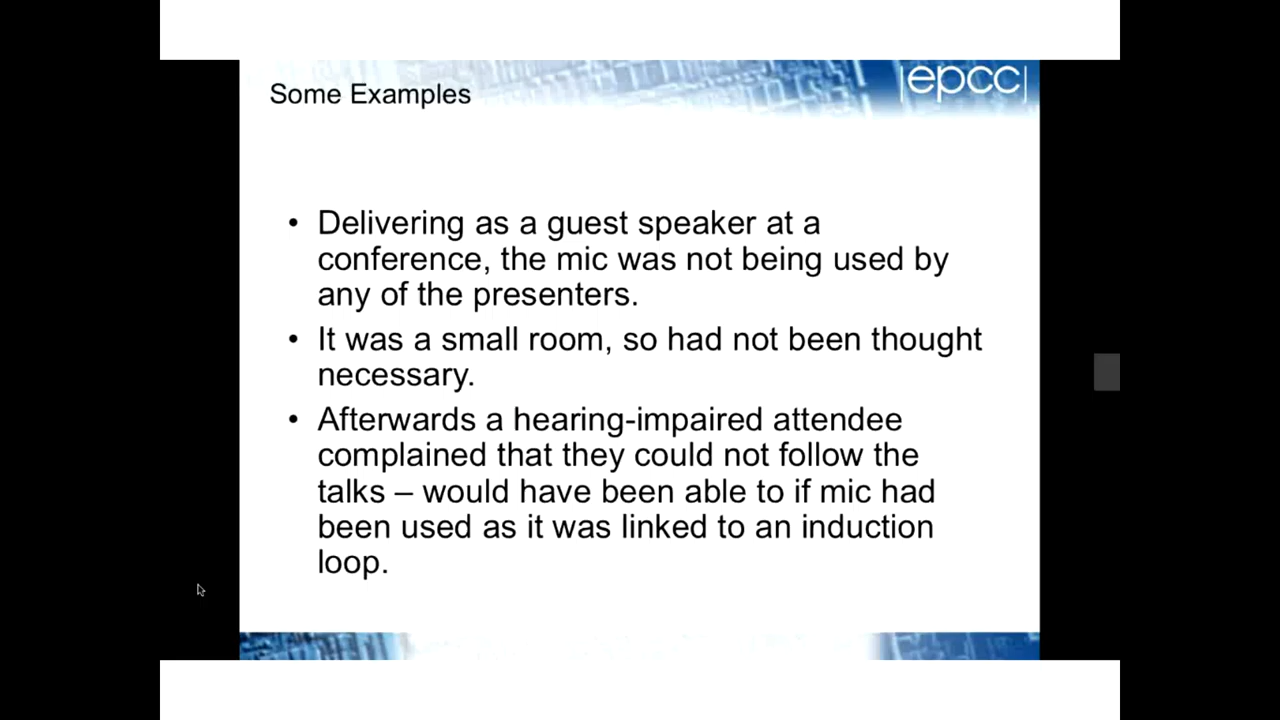 Some Examples
|epcc|
• Delivering as a guest speaker at a
conference, the mic was not being used by
any of the presenters.
• It was a small room, so had not been thought
necessary.
• Afterwards a hearing-impaired attendee
complained that they could not follow the
talks – would have been able to if mic had
been used as it was linked to an induction
loop.